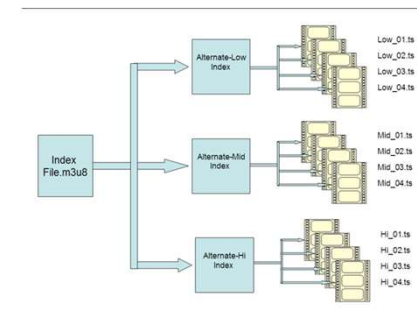 Index
File.m3u8
Alternate-Low
Index
Low_01.ts
Low_02.ts
Low_03.ts
Low_04.ts
Alternate-Mid
Index
Mid_01.ts
Mid_02.ts
Mid_03.ts
Mid_04.ts
Alternate-Hi
Index
Hi_01.ts
Hi_02.ts
Hi_03.ts
Hi_04.ts